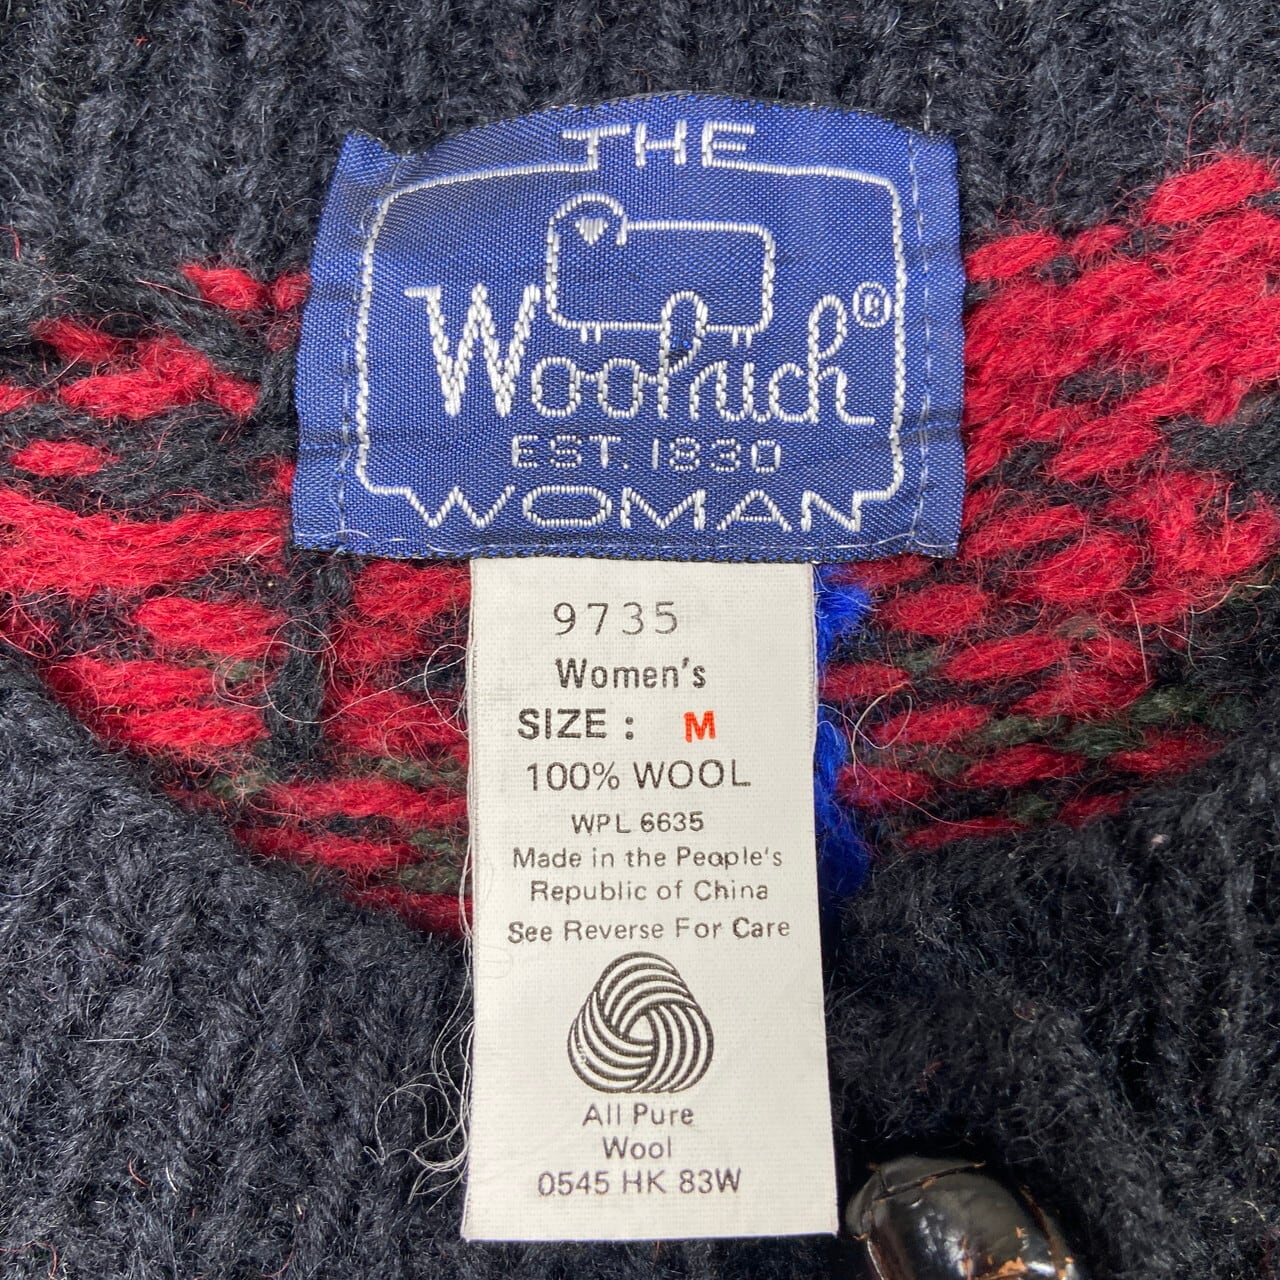 THE
Woolrich®
EST. 1830
WOMAN
9735
Women's
SIZE : M
100% WOOL
WPL 6635
Made in the People's
Republic of China
See Reverse For Care
All Pure
Wool
0545 HK 83W